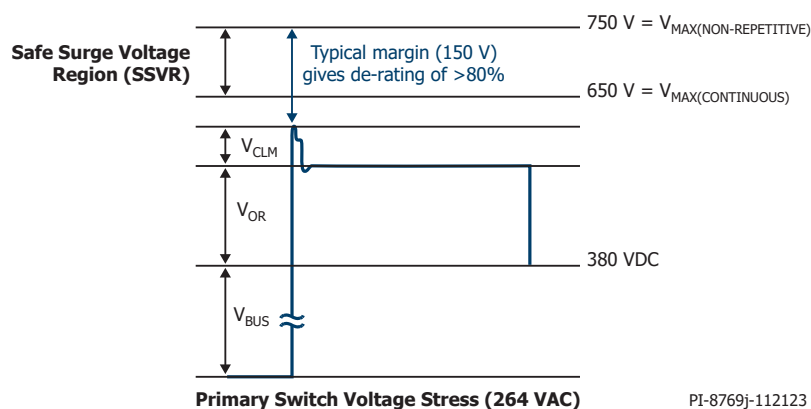 750 V = VMAX(NON-REPETITIVE)
Safe Surge Voltage
Region (SSVR)
Typical margin (150 V)
gives de-rating of >80%
650 V = VMAX(CONTINUOUS)
VCLM
VOR
380 VDC
VBUS
Primary Switch Voltage Stress (264 VAC)
PI-8769j-112123